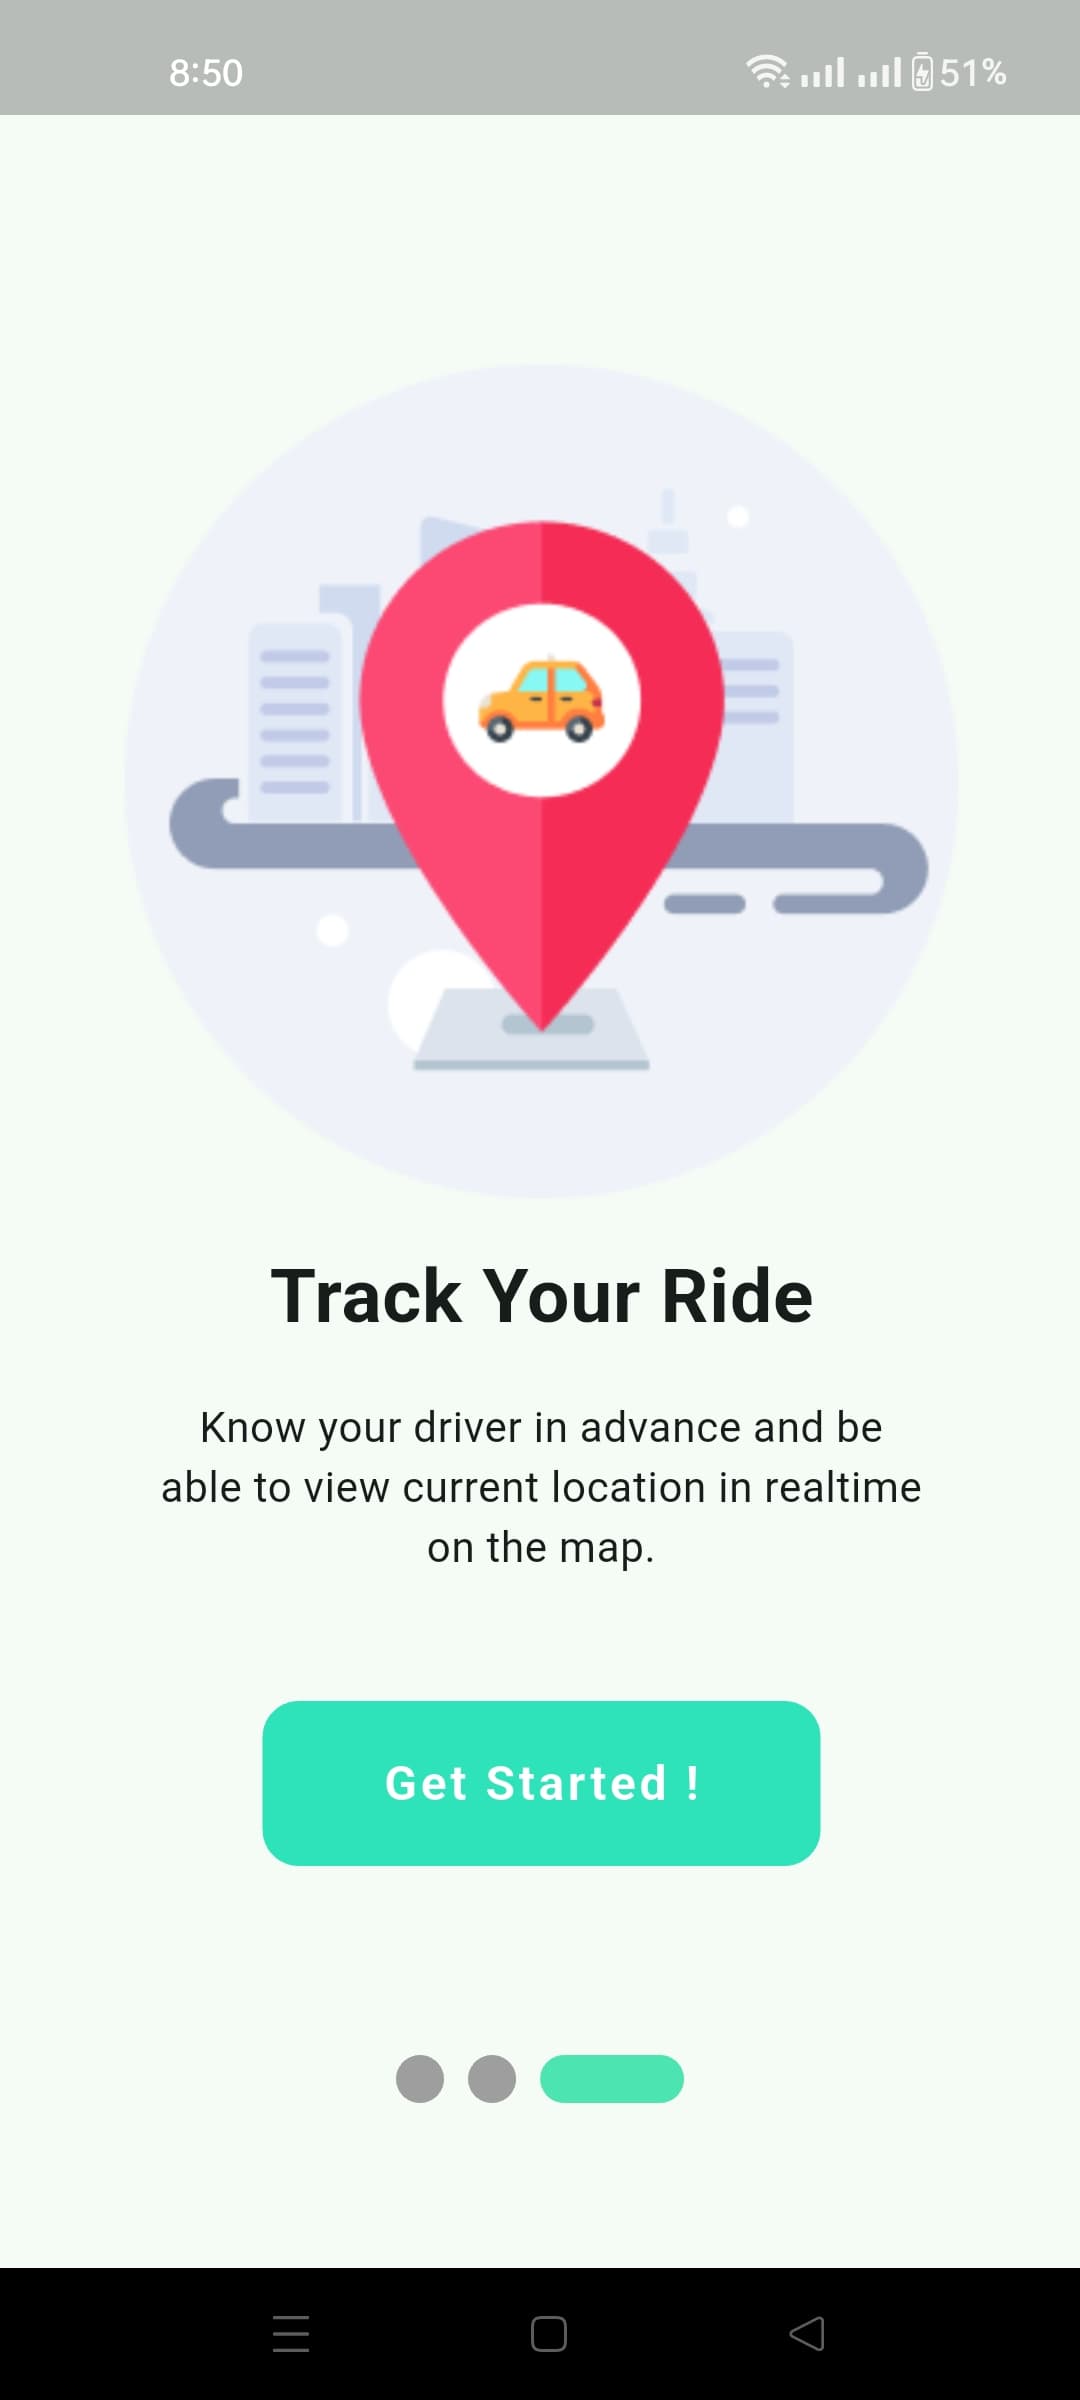 8:50
51%
Track Your Ride
Know your driver in advance and be
able to view current location in realtime
on the map.
Get Started !